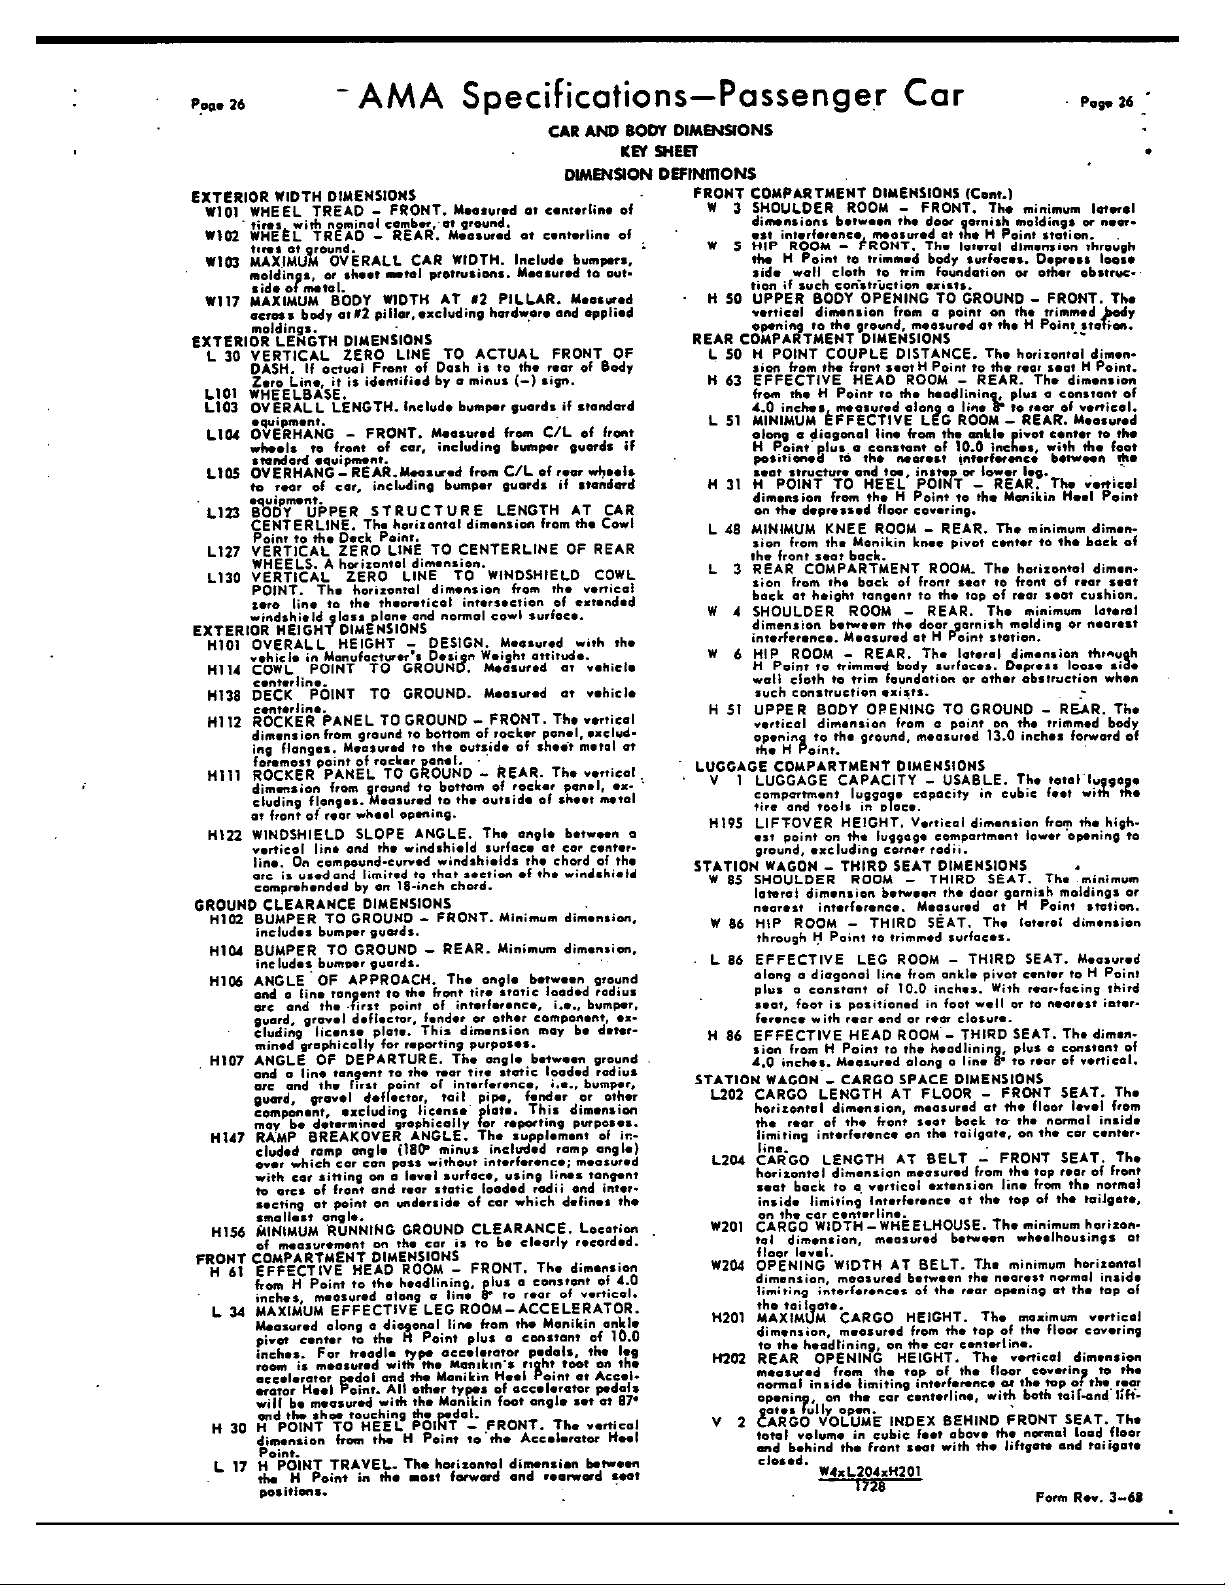 Page 26
AMA Specifications—Passenger Car
Page 26
CAR AND BODY DIMENSIONS
KEY SHEET
DIMENSION DEFINITIONS
EXTERIOR WIDTH DIMENSIONS
W101 WHEEL TREAD – FRONT. Measured at centerline of
tires, with nominal camber, at ground.
W102 WHEEL TREAD – REAR. Measured at centerline of
tires at ground.
W103 MAXIMUM OVERALL CAR WIDTH. Include bumpers,
moldings, or sheet metal protrusions. Measured to out-
side of metal.
W117 MAXIMUM BODY WIDTH AT #2 PILLAR. Measured
across body at #2 pillar, excluding hardware and applied
moldings.
EXTERIOR LENGTH DIMENSIONS
L 30 VERTICAL ZERO LINE TO ACTUAL FRONT OF
DASH. If actual Front of Dash is to the rear of Body
Zero Line, it is identified by a minus (–) sign.
L101 WHEELBASE.
L103 OVERALL LENGTH. Include bumper guards if standard
equipment.
L104 OVERHANG – FRONT. Measured from C/L of front
wheels to front of car, including bumper guards if
standard equipment.
L105 OVERHANG – REAR. Measured from C/L of rear wheels
to rear of car, including bumper guards if standard
equipment.
L123 BODY UPPER STRUCTURE LENGTH AT CAR
CENTERLINE. The horizontal dimension from the Cowl
Point to the Deck Point.
L127 VERTICAL ZERO LINE TO CENTERLINE OF REAR
WHEELS. A horizontal dimension.
L130 VERTICAL ZERO LINE TO WINDSHIELD COWL
POINT. The horizontal dimension from the vertical
zero line to the theoretical intersection of extended
windshield glass plane and normal cowl surface.
EXTERIOR HEIGHT DIMENSIONS
H101 OVERALL HEIGHT – DESIGN. Measured with the
vehicle in Manufacturer's Design Weight attitude.
H114 COWL POINT TO GROUND. Measured at vehicle
centerline.
H138 DECK POINT TO GROUND. Measured at vehicle
centerline.
H112 ROCKER PANEL TO GROUND – FRONT. The vertical
dimension from ground to bottom of rocker panel, exclud-
ing flanges. Measured to the outside of sheet metal at
foremost point of rocker panel.
H111 ROCKER PANEL TO GROUND – REAR. The vertical
dimension from ground to bottom of rocker panel, ex-
cluding flanges. Measured to the outside of sheet metal
at front of rear wheel opening.
H122 WINDSHIELD SLOPE ANGLE. The angle between a
vertical line and the windshield surface at car center-
line. On compound-curved windshields the chord of the
arc is used and limited to that section of the windshield
comprehended by an 18-inch chord.
GROUND CLEARANCE DIMENSIONS
H102 BUMPER TO GROUND – FRONT. Minimum dimension,
includes bumper guards.
H104 BUMPER TO GROUND – REAR. Minimum dimension,
includes bumper guards.
H106 ANGLE OF APPROACH. The angle between ground
and a line tangent to the front tire static loaded radius
arc and the first point of interference, i.e., bumper,
guard, gravel deflector, fender or other component, ex-
cluding license plate. This dimension may be deter-
mined graphically for reporting purposes.
H107 ANGLE OF DEPARTURE. The angle between ground
and a line tangent to the rear tire static loaded radius
arc and the first point of interference, i.e., bumper,
guard, gravel deflector, tail pipe, fender or other
component, excluding license plate. This dimension
may be determined graphically for reporting purposes.
H147 RAMP BREAKOVER ANGLE. The supplement of in-
cluded ramp angle (180° minus included ramp angle)
over which car can pass without interference; measured
with car sitting on a level surface, using lines tangent
to arcs of front and rear static loaded radii and inter-
secting at point on underside of car which defines the
smallest angle.
H156 MINIMUM RUNNING GROUND CLEARANCE. Location
of measurement on the car is to be clearly recorded.
FRONT COMPARTMENT DIMENSIONS
H 61 EFFECTIVE HEAD ROOM – FRONT. The dimension
from H Point to the headlining, plus a constant of 4.0
inches, measured along a line 8° to rear of vertical.
L 34 MAXIMUM EFFECTIVE LEG ROOM – ACCELERATOR.
Measured along a diagonal line from the Manikin ankle
pivot center to the H Point plus a constant of 10.0
inches. For treadle type accelerator pedals, the leg
room is measured with the Manikin's right foot on the
accelerator pedal and the Manikin Heel Point at Accel-
erator Heel Point. All other types of accelerator pedals
will be measured with the Manikin foot angle set at 87°
and the shoe touching the pedal.
H 30 H POINT TO HEEL POINT – FRONT. The vertical
dimension from the H Point to the Accelerator Heel
Point.
L 17 H POINT TRAVEL. The horizontal dimension between
the H Point in the most forward and rearward seat
positions.
FRONT COMPARTMENT DIMENSIONS (Cont.)
W 3 SHOULDER ROOM – FRONT. The minimum lateral
dimensions between the door garnish moldings or near-
est interference, measured at the H Point station.
W 5 HIP ROOM – FRONT. The lateral dimension through
the H Point to trimmed body surfaces. Depress loose
side wall cloth to trim foundation or other obstruc-
tion if such construction exists.
H 50 UPPER BODY OPENING TO GROUND – FRONT. The
vertical dimension from a point on the trimmed body
opening to the ground, measured at the H Point station.
REAR COMPARTMENT DIMENSIONS
L 50 H POINT COUPLE DISTANCE. The horizontal dimen-
sion from the front seat H Point to the rear seat H Point.
H 63 EFFECTIVE HEAD ROOM – REAR. The dimension
from the H Point to the headlining, plus a constant of
4.0 inches, measured along a line 8° to rear of vertical.
L 51 MINIMUM EFFECTIVE LEG ROOM – REAR. Measured
along a diagonal line from the ankle pivot center to the
H Point plus a constant of 10.0 inches, with the foot
positioned to the nearest interference between the
seat structure and toe, instep or lower leg.
H 31 H POINT TO HEEL POINT – REAR. The vertical
dimension from the H Point to the Manikin Heel Point
on the depressed floor covering.
L 48 MINIMUM KNEE ROOM – REAR. The minimum dimen-
sion from the Manikin knee pivot center to the back of
the front seat back.
L 3 REAR COMPARTMENT ROOM. The horizontal dimen-
sion from the back of front seat to front of rear seat
back at height tangent to the top of rear seat cushion.
W 4 SHOULDER ROOM – REAR. The minimum lateral
dimension between the door garnish molding or nearest
interference. Measured at H Point station.
W 6 HIP ROOM – REAR. The lateral dimension through
H Point to trimmed body surfaces. Depress loose side
wall cloth to trim foundation or other obstruction when
such construction exists.
H 51 UPPER BODY OPENING TO GROUND – REAR. The
vertical dimension from a point on the trimmed body
opening to the ground, measured 13.0 inches forward of
the H Point.
LUGGAGE COMPARTMENT DIMENSIONS
V 1 LUGGAGE CAPACITY – USABLE. The total luggage
compartment luggage capacity in cubic feet with the
tire and tools in place.
H195 LIFTOVER HEIGHT. Vertical dimension from the high-
est point on the luggage compartment lower opening to
ground, excluding corner radii.
STATION WAGON – THIRD SEAT DIMENSIONS
W 85 SHOULDER ROOM – THIRD SEAT. The minimum
lateral dimension between the door garnish moldings or
nearest interference. Measured at H Point station.
W 86 HIP ROOM – THIRD SEAT. The lateral dimension
through H Point to trimmed surfaces.
L 86 EFFECTIVE LEG ROOM – THIRD SEAT. Measured
along a diagonal line from ankle pivot center to H Point
plus a constant of 10.0 inches. With rear-facing third
seat, foot is positioned in foot well or to nearest inter-
ference with rear end or rear closure.
H 86 EFFECTIVE HEAD ROOM – THIRD SEAT. The dimen-
sion from H Point to the headlining, plus a constant of
4.0 inches. Measured along a line 8° to rear of vertical.
STATION WAGON – CARGO SPACE DIMENSIONS
L202 CARGO LENGTH AT FLOOR – FRONT SEAT. The
horizontal dimension, measured at the floor level from
the rear of the front seat back to the normal inside
limiting interference on the tailgate, on the car center-
line.
L204 CARGO LENGTH AT BELT – FRONT SEAT. The
horizontal dimension measured from the top rear of front
seat back to a vertical extension line from the normal
inside limiting Interference at the top of the tailgate,
on the car centerline.
W201 CARGO WIDTH – WHEELHOUSE. The minimum horizon-
tal dimension, measured between wheelhousings at
floor level.
W204 OPENING WIDTH AT BELT. The minimum horizontal
dimension, measured between the nearest normal inside
limiting interferences of the rear opening at the top of
the tailgate.
H201 MAXIMUM CARGO HEIGHT. The maximum vertical
dimension, measured from the top of the floor covering
to the headlining, on the car centerline.
H202 REAR OPENING HEIGHT. The vertical dimension
measured from the top of the floor covering to the
normal inside limiting interference at the top of the rear
opening, on the car centerline, with both tail-and lift-
gates fully open.
V 2 CARGO VOLUME INDEX BEHIND FRONT SEAT. The
total volume in cubic feet above the normal load floor
and behind the front seat with the liftgate and tailgate
closed.
W4xL204xH201
1728
Form Rev. 3–68